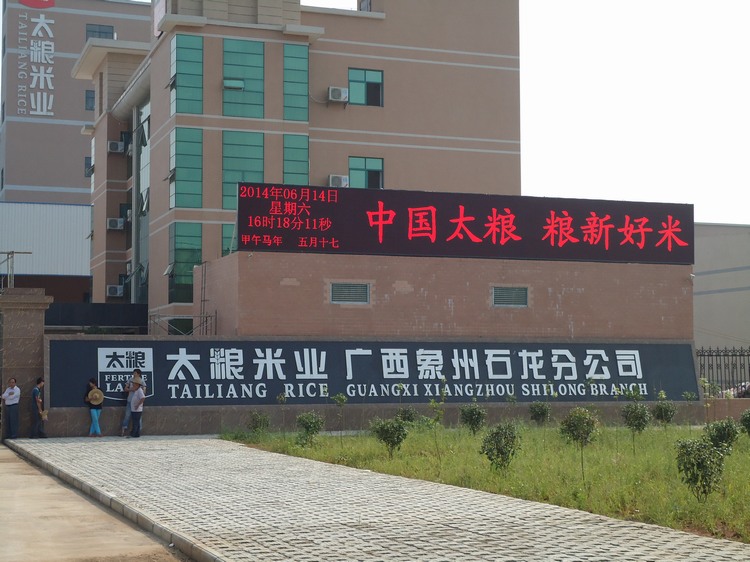 太粮米业
TAILIANG RICE
2014年06月14日
星期六
16时18分11秒
甲午马年 五月十七
中国太粮 粮新好米
太粮
FERTILE
LAND
太粮米业 广西象州石龙分公司
TAILIANG RICE GUANGXI XIANGZHOU SHILONG BRANCH